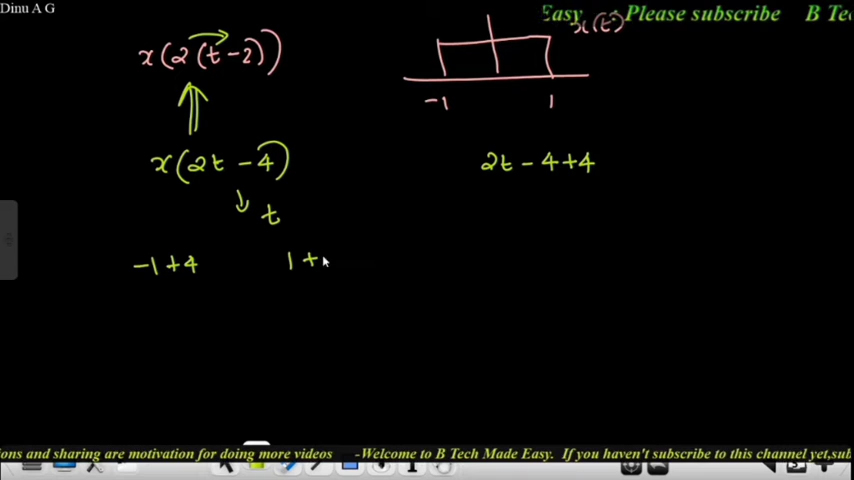 Dinu A G
Easy Please subscribe B Te
x(2(t-2))
x(t)
-1 1
x(2t-4)
2t-4+4
t
-1+4 1+
ions and sharing are motivation for doing more videos -Welcome to B Tech Made Easy. If you haven't subscribe to this channel yet,sub